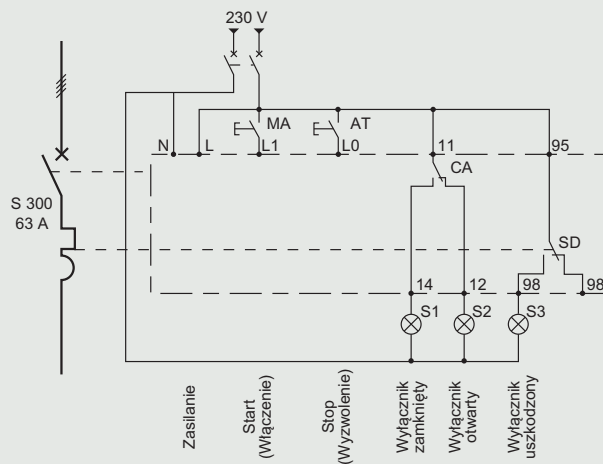 230 V
MA
AT
N
L
L1
L0
11
95
CA
S 300
63 A
SD
14
12
98
98
S1
S2
S3
Zasilanie
Start
(Włączenie)
Stop
(Wyzwolenie)
Wyłącznik
zamknięty
Wyłącznik
otwarty
Wyłącznik
uszkodzony